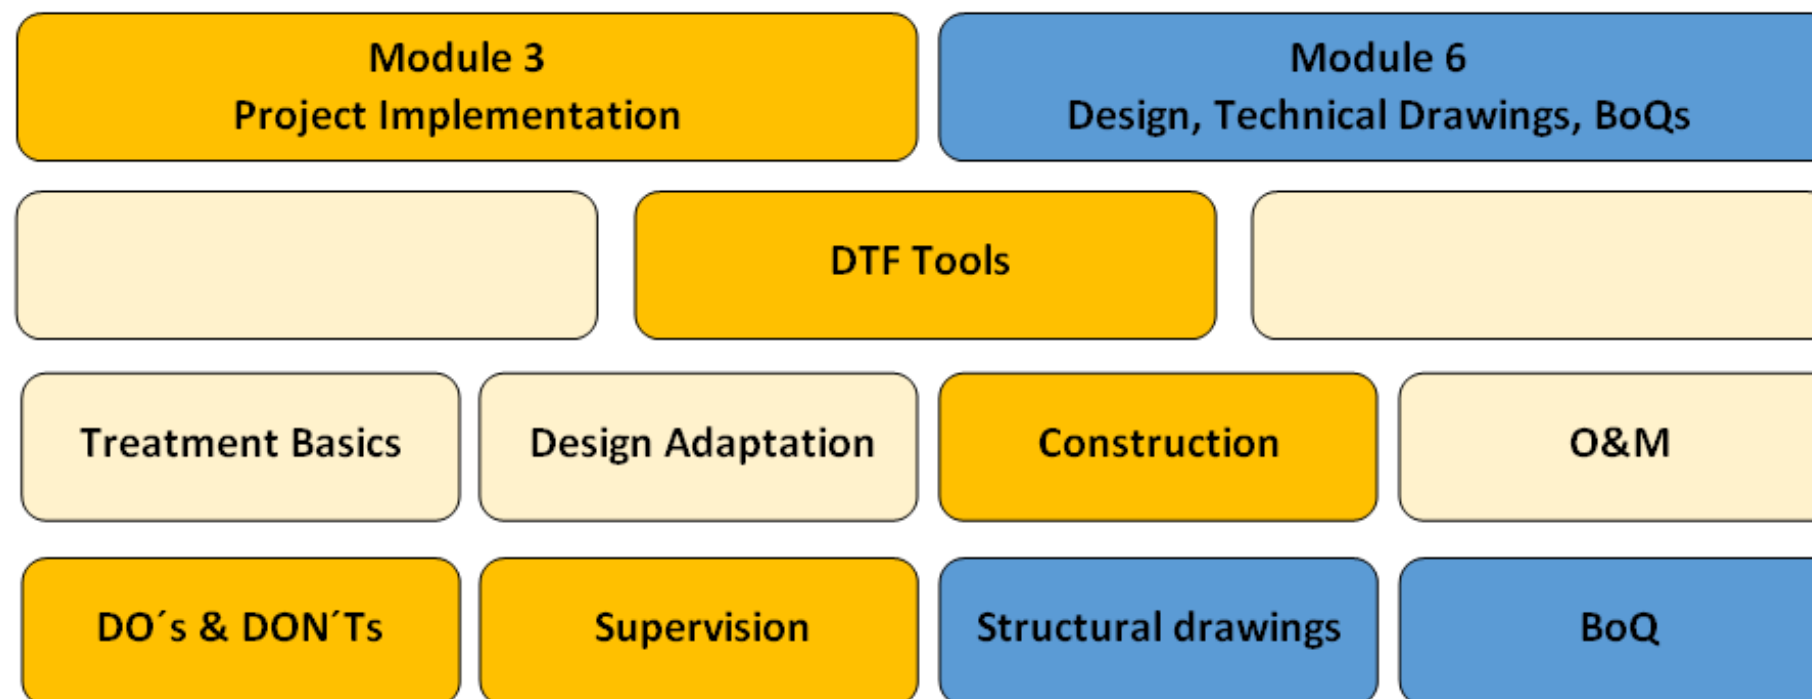 Module 3
Project Implementation
Module 6
Design, Technical Drawings, BoQs
DTF Tools
Treatment Basics
Design Adaptation
Construction
O&M
DO´s & DON´Ts
Supervision
Structural drawings
BoQ